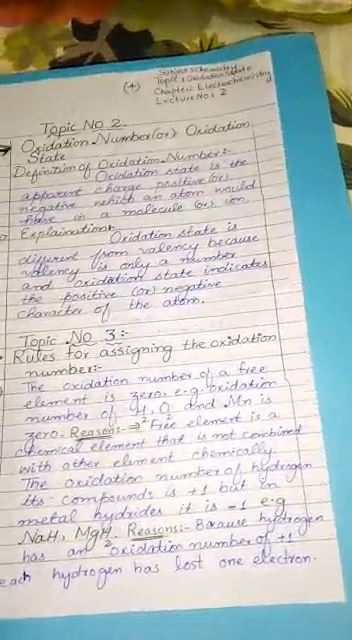 (4)
Subject: Chemistry
Topic: Oxidation State
Chapter: Electrochemistry
Lecture No: 2
Topic No 2
Oxidation Number (or) Oxidation
State
Definition of Oxidation Number:-
Oxidation state is the
apparent charge positive (or)
negative which an atom would
have in a molecule (or) ion.
Explaination:
Oxidation state is
different from valency because
valency is only a number
and oxidation state indicates
the positive (or) negative
character of the atom.
Topic No 3:-
Rules for assigning the oxidation
number:-
The oxidation number of a free
element is zero. e.g. oxidation
number of H2 O2 and Mn is
zero. Reason:-> Free element is a
chemical element that is not combined
with other element chemically.
The oxidation number of hydrogen
its compounds is +1 but in
metal hydrides it is -1 e.g
NaH, MgH2. Reasons:- Because hydrogen
has an oxidation number of +1
each hydrogen has lost one electron.